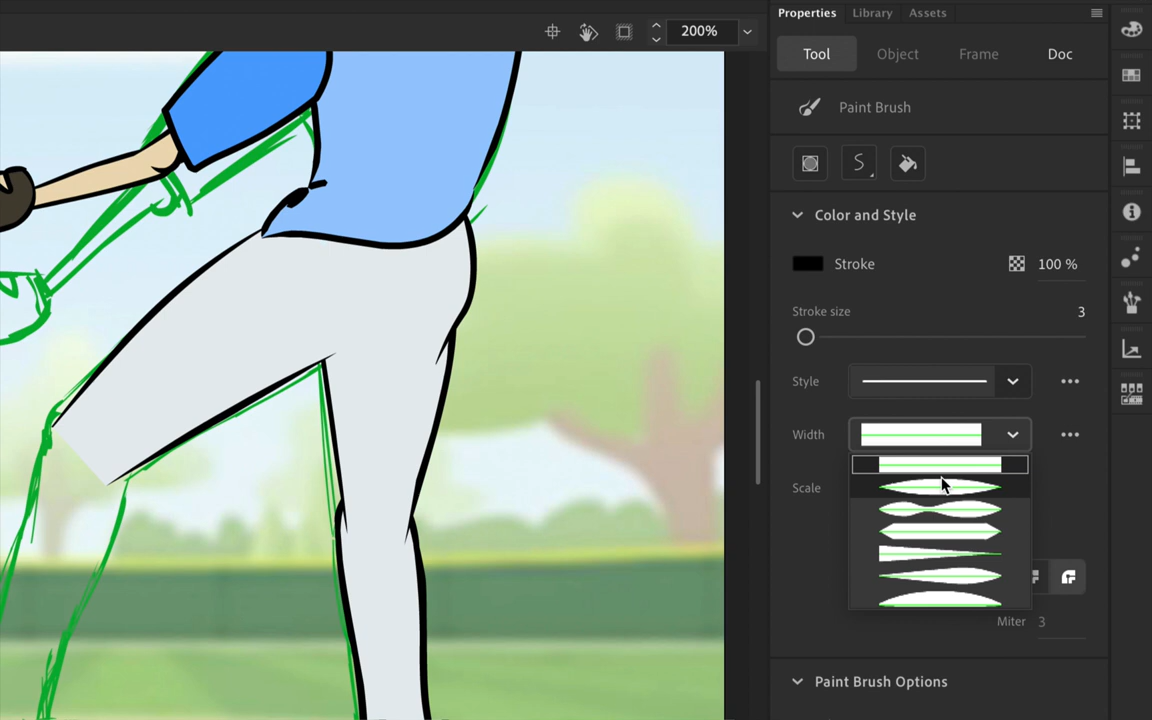 Properties Library Assets
200%
Tool Object Frame Doc
Paint Brush
Color and Style
Stroke 100 %
Stroke size 3
Style
Width
Scale
Miter 3
Paint Brush Options